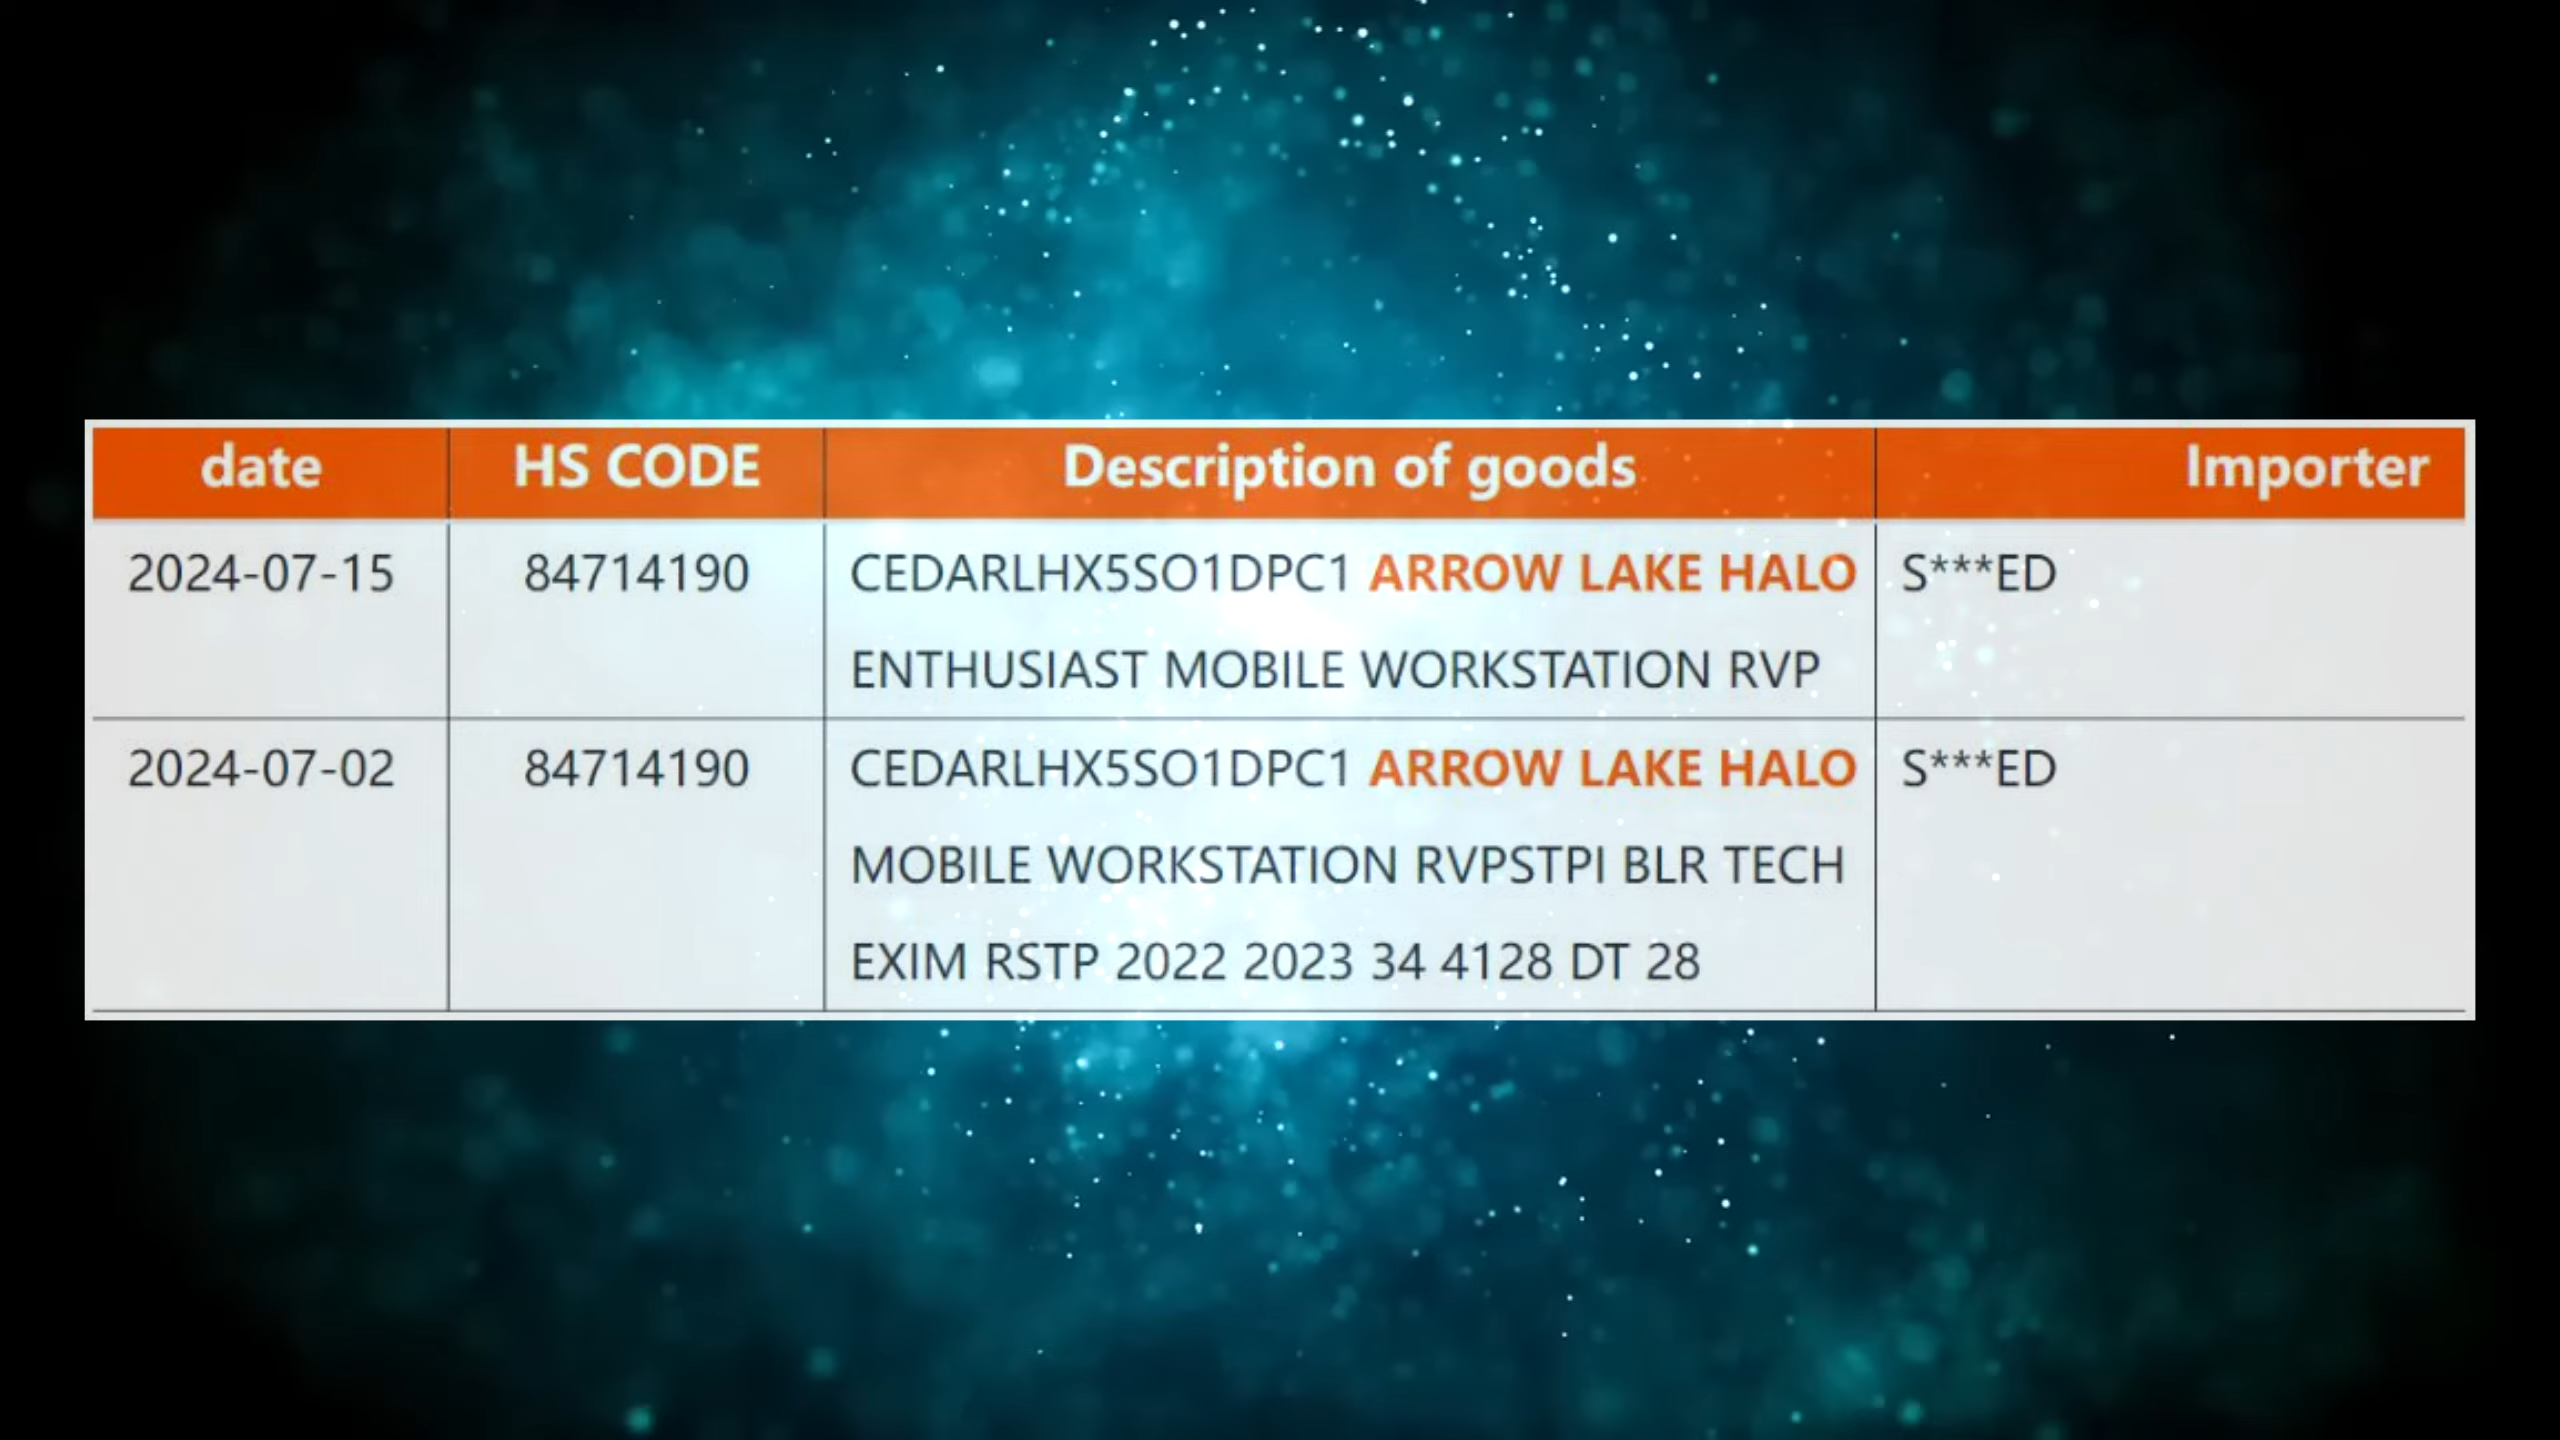 date HS CODE Description of goods Importer
2024-07-15 84714190 CEDARLHX5SO1DPC1 ARROW LAKE HALO S***ED
ENTHUSIAST MOBILE WORKSTATION RVP
2024-07-02 84714190 CEDARLHX5SO1DPC1 ARROW LAKE HALO S***ED
MOBILE WORKSTATION RVPSTPI BLR TECH
EXIM RSTP 2022 2023 34 4128 DT 28